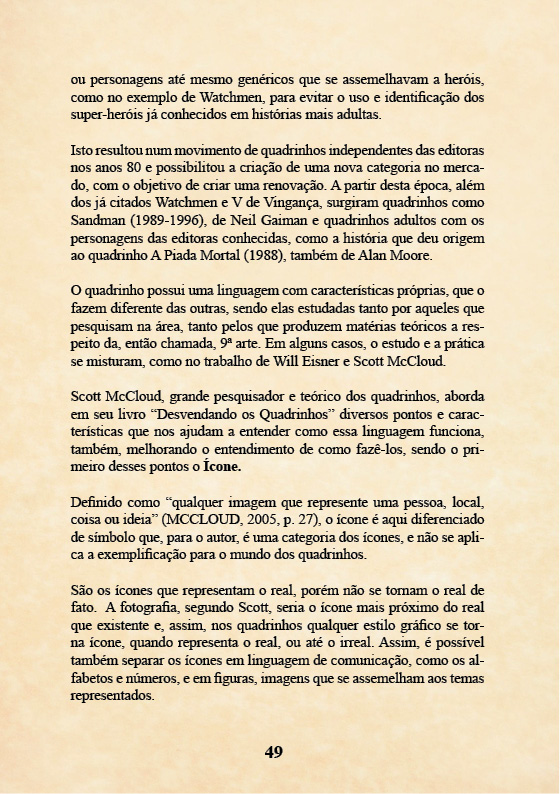 ou personagens até mesmo genéricos que se assemelhavam a heróis,
como no exemplo de Watchmen, para evitar o uso e identificação dos
super-heróis já conhecidos em histórias mais adultas.
Isto resultou num movimento de quadrinhos independentes das editoras
nos anos 80 e possibilitou a criação de uma nova categoria no merca-
do, com o objetivo de criar uma renovação. A partir desta época, além
dos já citados Watchmen e V de Vingança, surgiram quadrinhos como
Sandman (1989-1996), de Neil Gaiman e quadrinhos adultos com os
personagens das editoras conhecidas, como a história que deu origem
ao quadrinho A Piada Mortal (1988), também de Alan Moore.
O quadrinho possui uma linguagem com características próprias, que o
fazem diferente das outras, sendo elas estudadas tanto por aqueles que
pesquisam na área, tanto pelos que produzem matérias teóricos a res-
peito da, então chamada, 9ª arte. Em alguns casos, o estudo e a prática
se misturam, como no trabalho de Will Eisner e Scott McCloud.
Scott McCloud, grande pesquisador e teórico dos quadrinhos, aborda
em seu livro “Desvendando os Quadrinhos” diversos pontos e carac-
terísticas que nos ajudam a entender como essa linguagem funciona,
também, melhorando o entendimento de como fazê-los, sendo o pri-
meiro desses pontos o Ícone.
Definido como “qualquer imagem que represente uma pessoa, local,
coisa ou ideia” (MCCLOUD, 2005, p. 27), o ícone é aqui diferenciado
de símbolo que, para o autor, é uma categoria dos ícones, e não se apli-
ca a exemplificação para o mundo dos quadrinhos.
São os ícones que representam o real, porém não se tornam o real de
fato.  A fotografia, segundo Scott, seria o ícone mais próximo do real
que existente e, assim, nos quadrinhos qualquer estilo gráfico se tor-
na ícone, quando representa o real, ou até o irreal. Assim, é possível
também separar os ícones em linguagem de comunicação, como os al-
fabetos e números, e em figuras, imagens que se assemelham aos temas
representados.
49